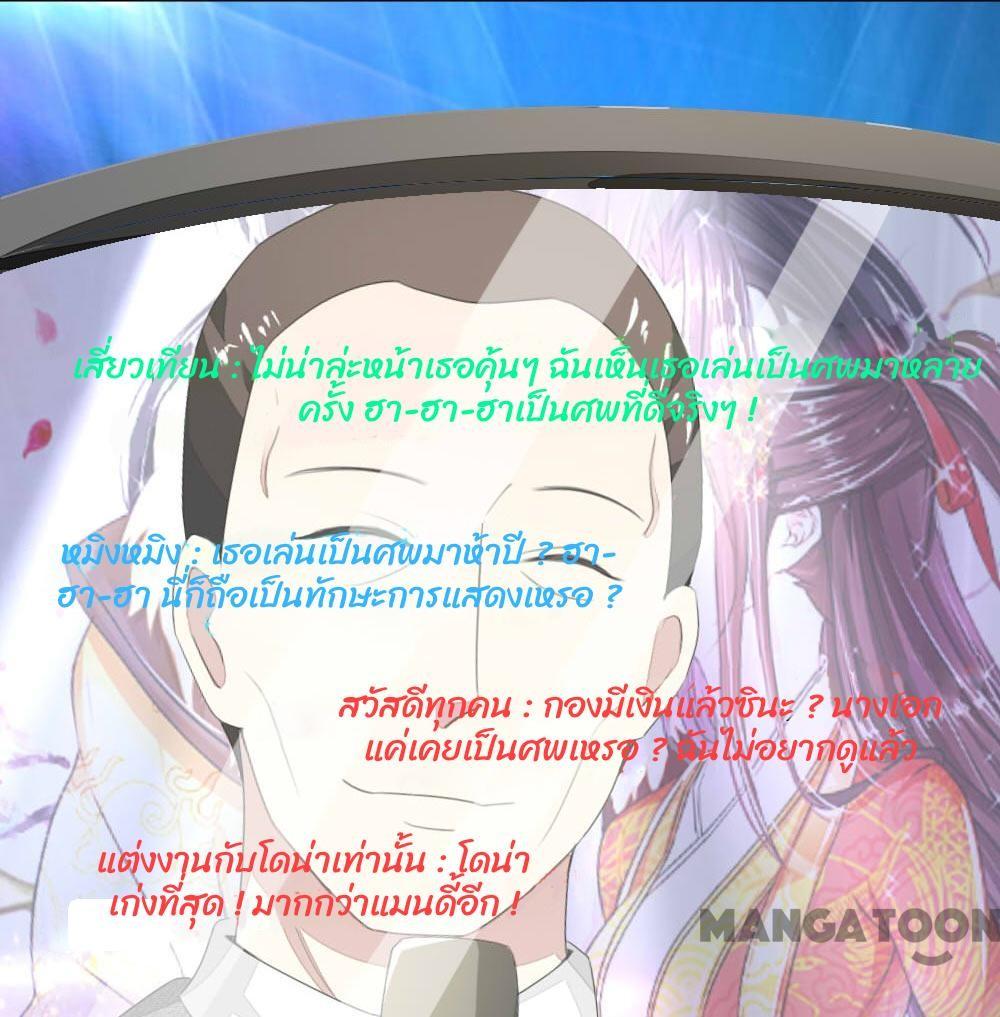 เสี่ยวเทียน : ไม่น่าล่ะหน้าเธอคุ้นๆ ฉันเห็นเธอเล่นเป็นศพมาหลาย
ครั้ง ฮา-ฮา-ฮาเป็นศพที่ดีจริงๆ !
หมิงหมิง : เธอเล่นเป็นศพมาห้าปี ? ฮา-
ฮา-ฮา นี่ก็ถือเป็นทักษะการแสดงเหรอ ?
สวัสดีทุกคน : กองมีเงินแล้วซินะ ? นางเอก
แค่เคยเป็นศพเหรอ ? ฉันไม่อยากดูแล้ว
แต่งงานกับโดน่าเท่านั้น : โดน่า
เก่งที่สุด ! มากกว่าแมนดี้อีก !
MANGATOON